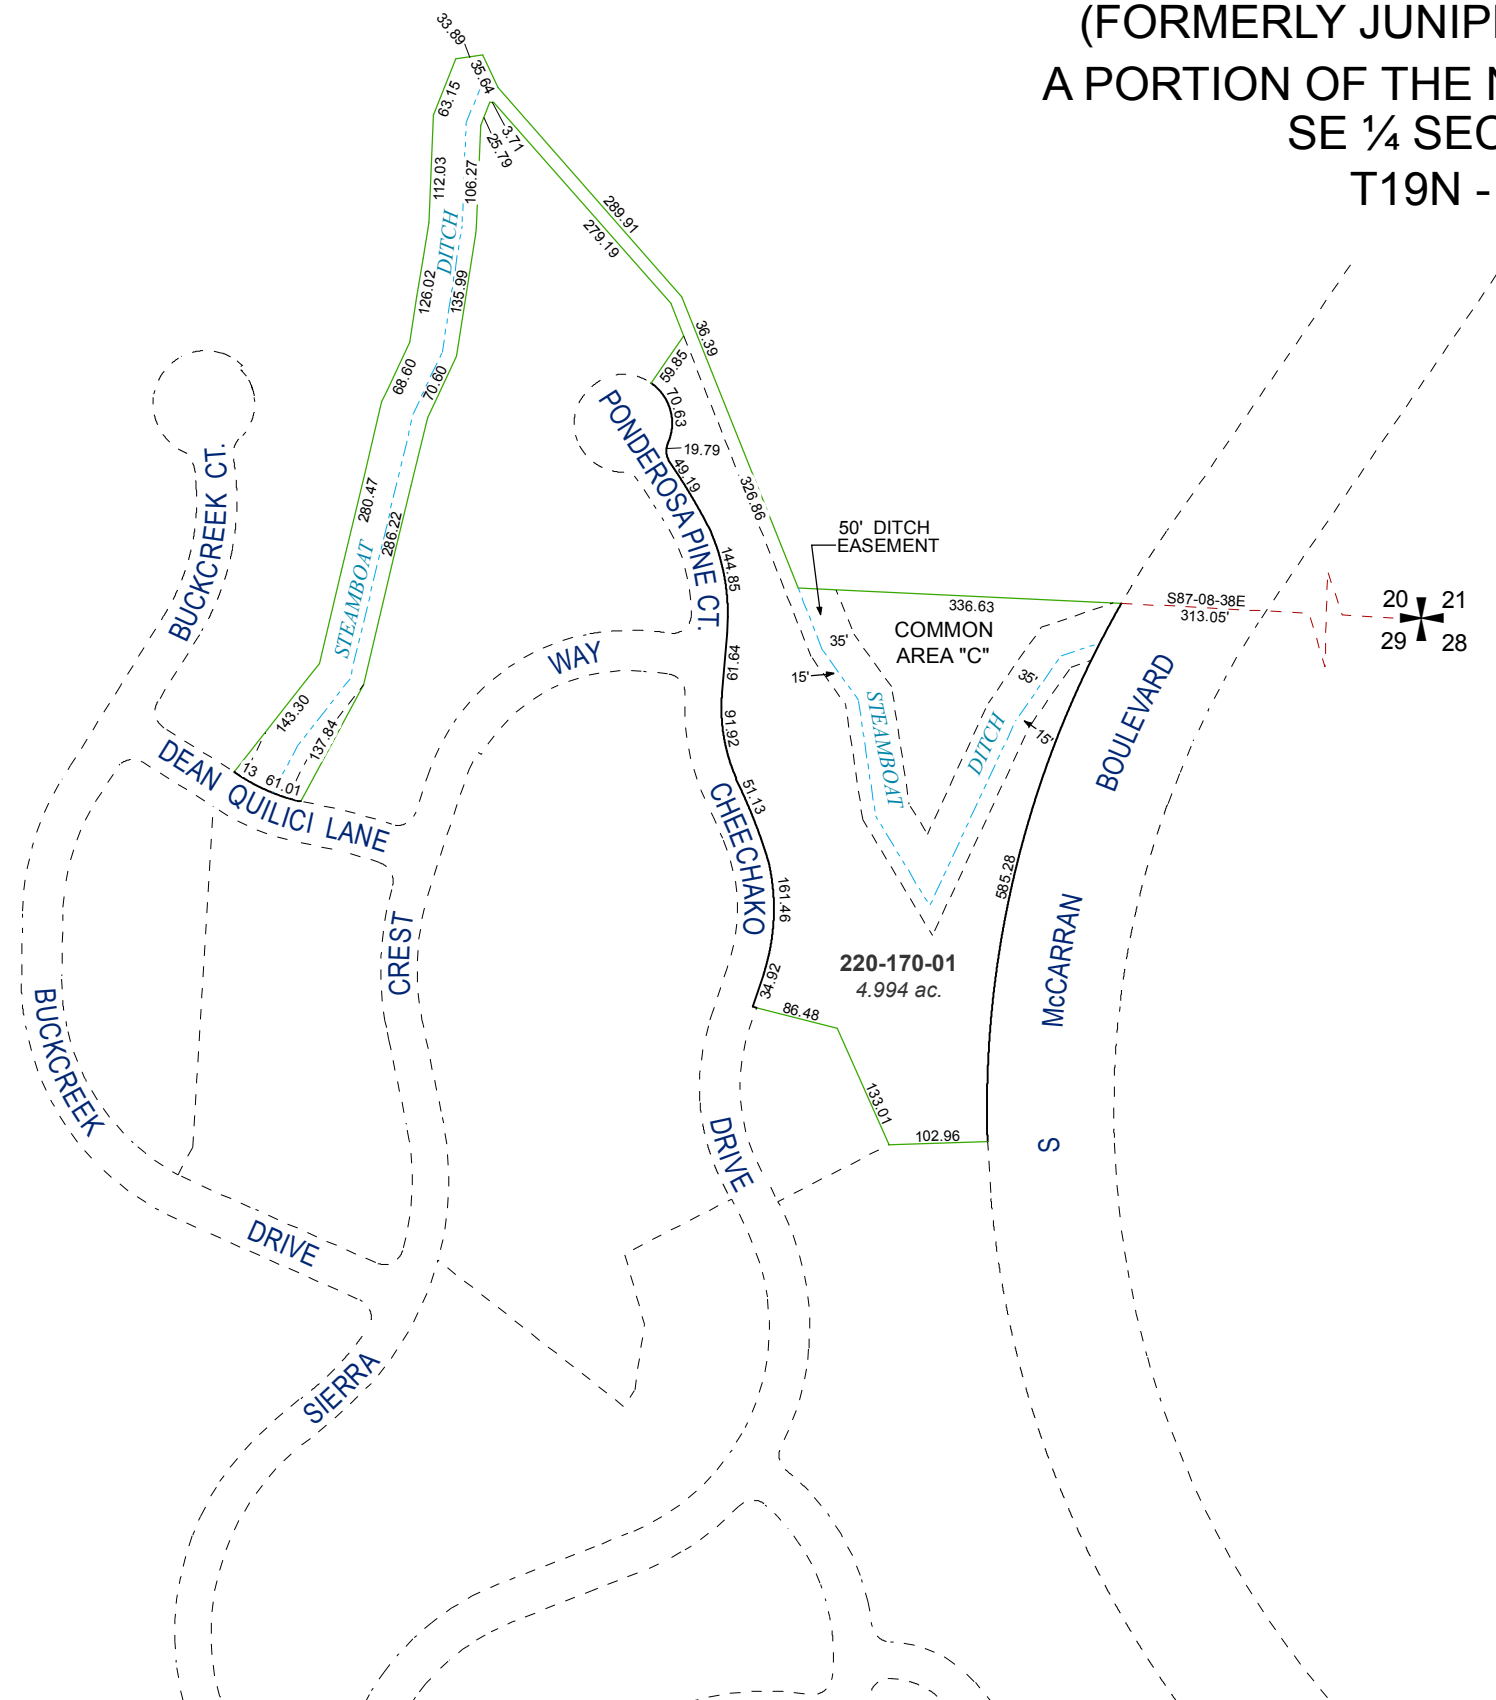 (FORMERLY JUNIP
A PORTION OF THE
SE ¼ SEC
T19N -
33.89
35.64
63.15
3.71
25.79
112.03
106.27
DITCH
289.91
279.19
126.02
135.99
36.39
59.85
68.60
70.60
70.63
PONDEROSA PINE CT.
19.79
49.19
BUCKCREEK CT.
280.47
286.22
326.86
50' DITCH
EASEMENT
STEAMBOAT
144.85
336.63
S87-08-38E
313.05'
20 21
29 28
COMMON
AREA "C"
35'
15'
WAY
61.64
35'
STEAMBOAT
DITCH
15'
BOULEVARD
143.30
137.84
91.92
13
61.01
DEAN QUILICI LANE
51.13
CHEECHAKO
161.46
585.28
CREST
McCARRAN
220-170-01
4.994 ac.
34.92
86.48
BUCKCREEK
133.01
102.96
S
DRIVE
DRIVE
SIERRA